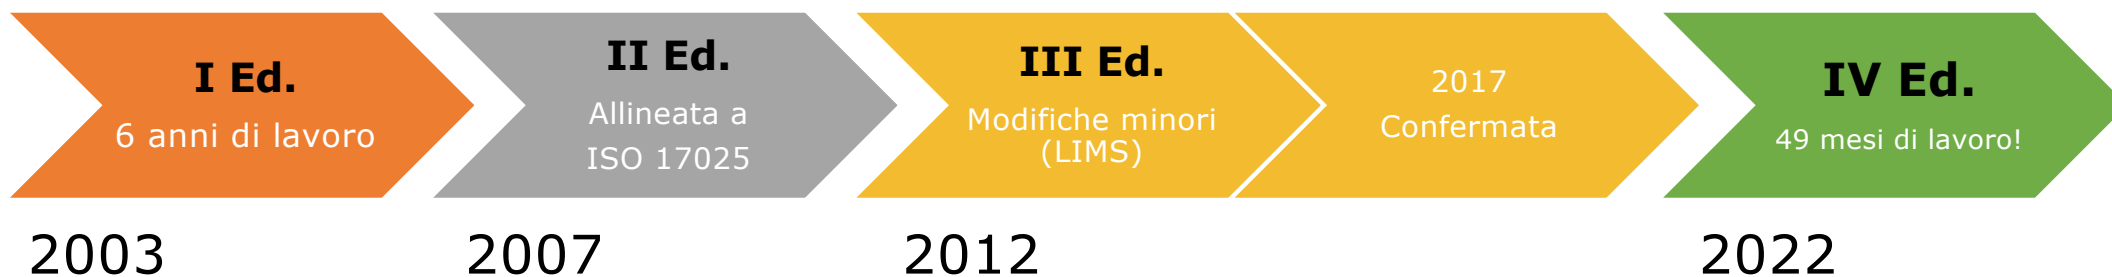 I Ed.
6 anni di lavoro
II Ed.
Allineata a
ISO 17025
III Ed.
Modifiche minori
(LIMS)
2017
Confermata
IV Ed.
49 mesi di lavoro!
2003
2007
2012
2022